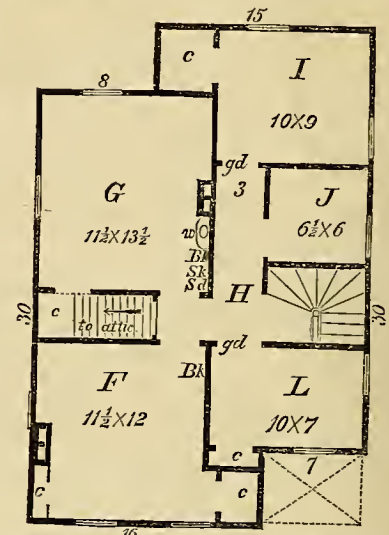 15
c
I
10X9
8
gd
3
G
J
6½X6
11½X13½
w
Bk
Sk
Sd
H
c
to attic.
30
30
gd
F
Bk
L
11½X12
10X7
c
7
c
c
16